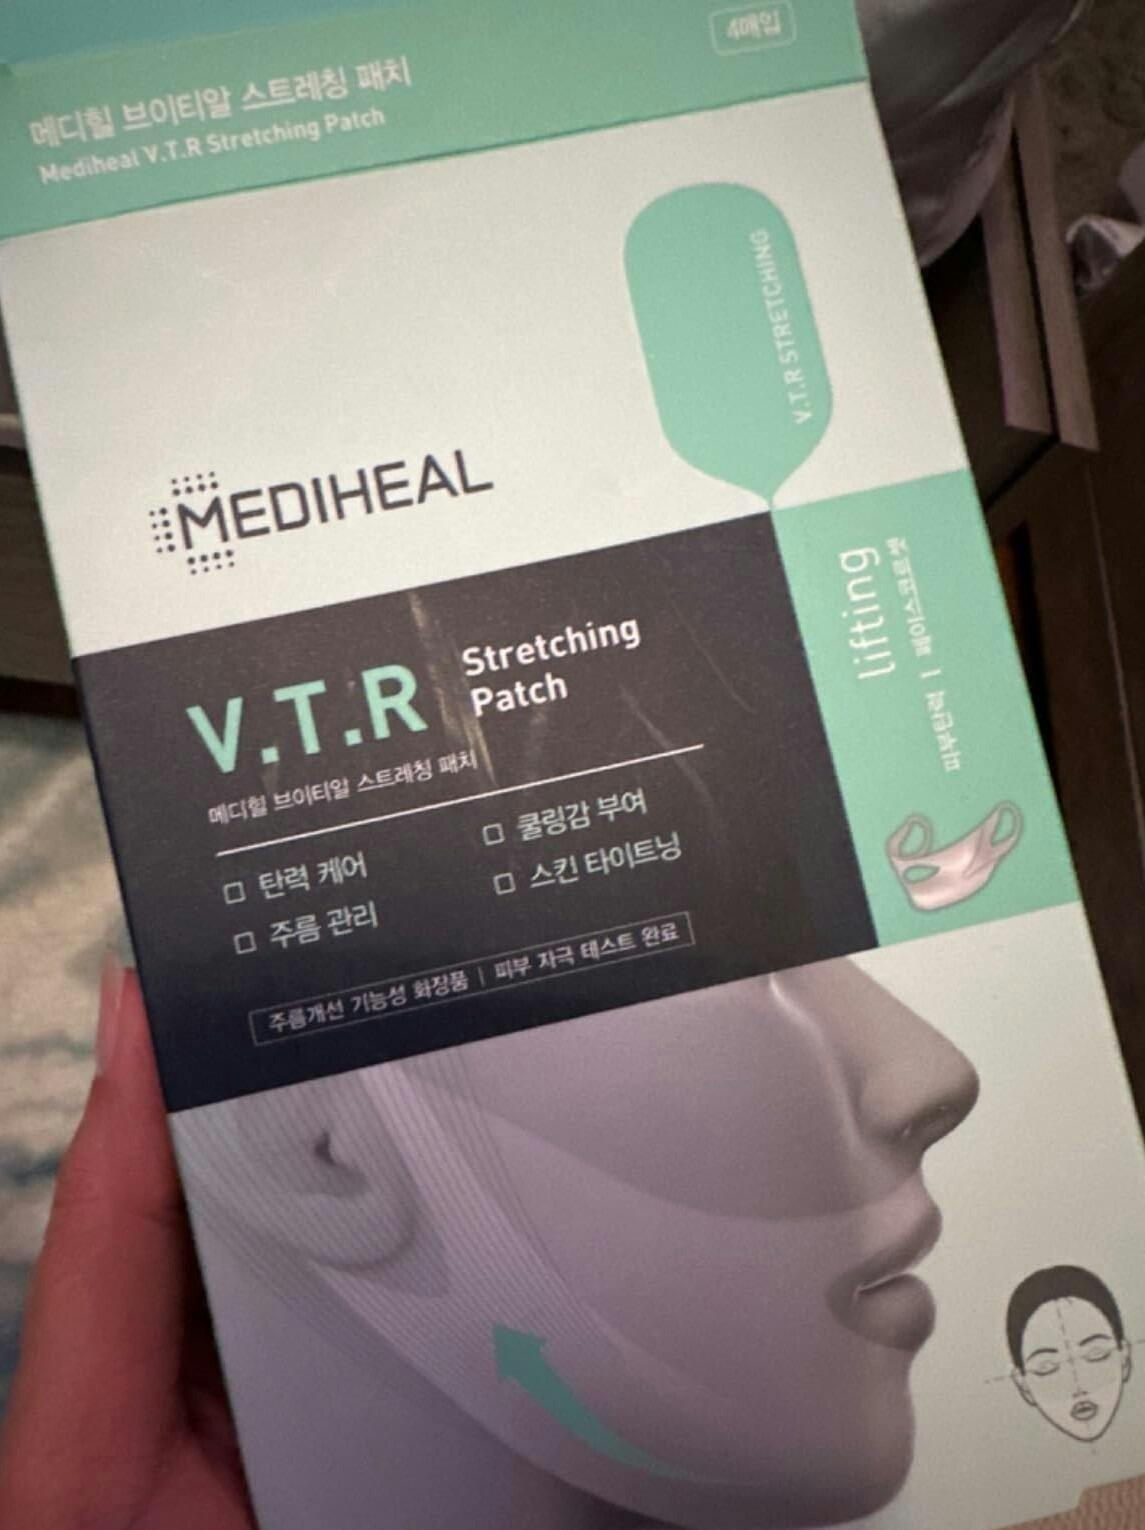 4매입
메디힐 브이티알 스트레칭 패치
Mediheal V.T.R Stretching Patch
V.T.R STRETCHING
MEDIHEAL
lifting
피부탄력 | 페이스코르셋
V.T.R Stretching
Patch
메디힐 브이티알 스트레칭 패치
□ 탄력 케어
□ 주름 관리
□ 쿨링감 부여
□ 스킨 타이트닝
주름개선 기능성 화장품 | 피부 자극 테스트 완료